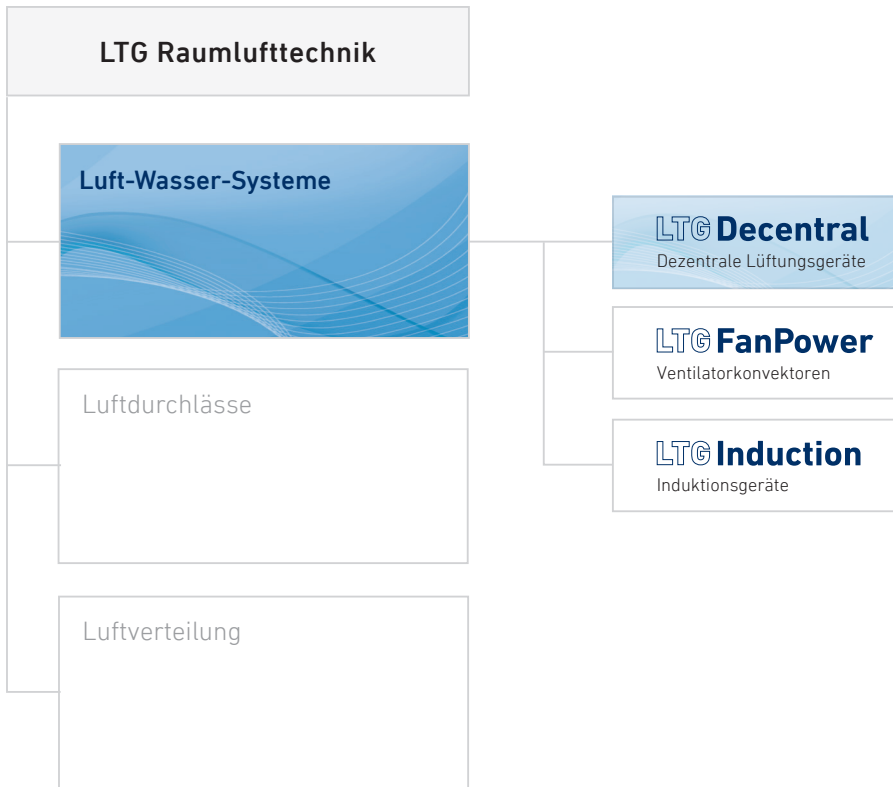 LTG Raumlufttechnik
Luft-Wasser-Systeme
LTG Decentral
Dezentrale Lüftungsgeräte
LTG FanPower
Ventilatorkonvektoren
LTG Induction
Induktionsgeräte
Luftdurchlässe
Luftverteilung